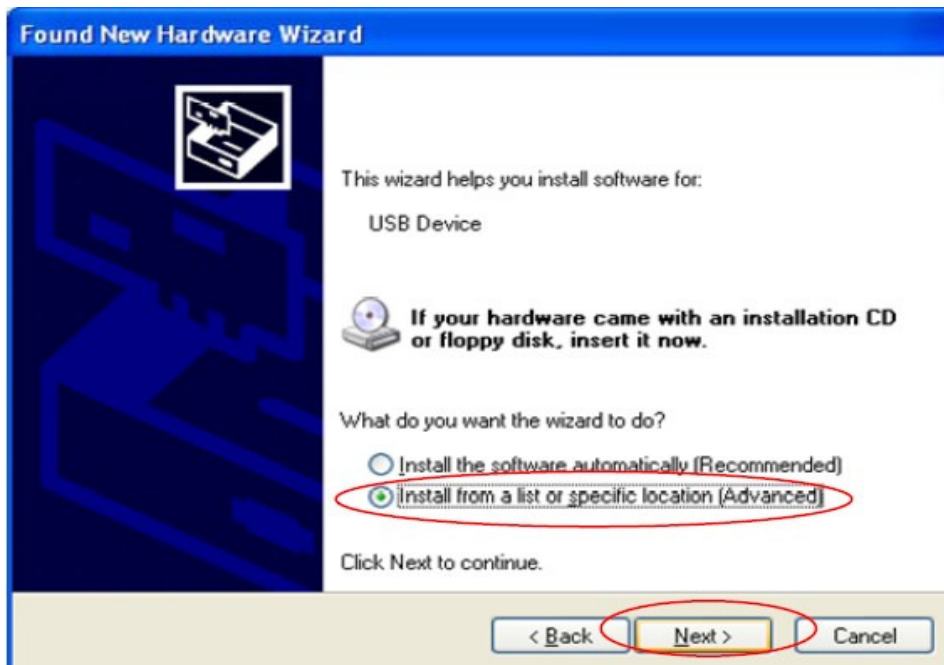 Found New Hardware Wizard
This wizard helps you install software for:
USB Device
If your hardware came with an installation CD
or floppy disk, insert it now.
What do you want the wizard to do?
Install the software automatically (Recommended)
Install from a list or specific location (Advanced)
Click Next to continue.
< Back Next > Cancel